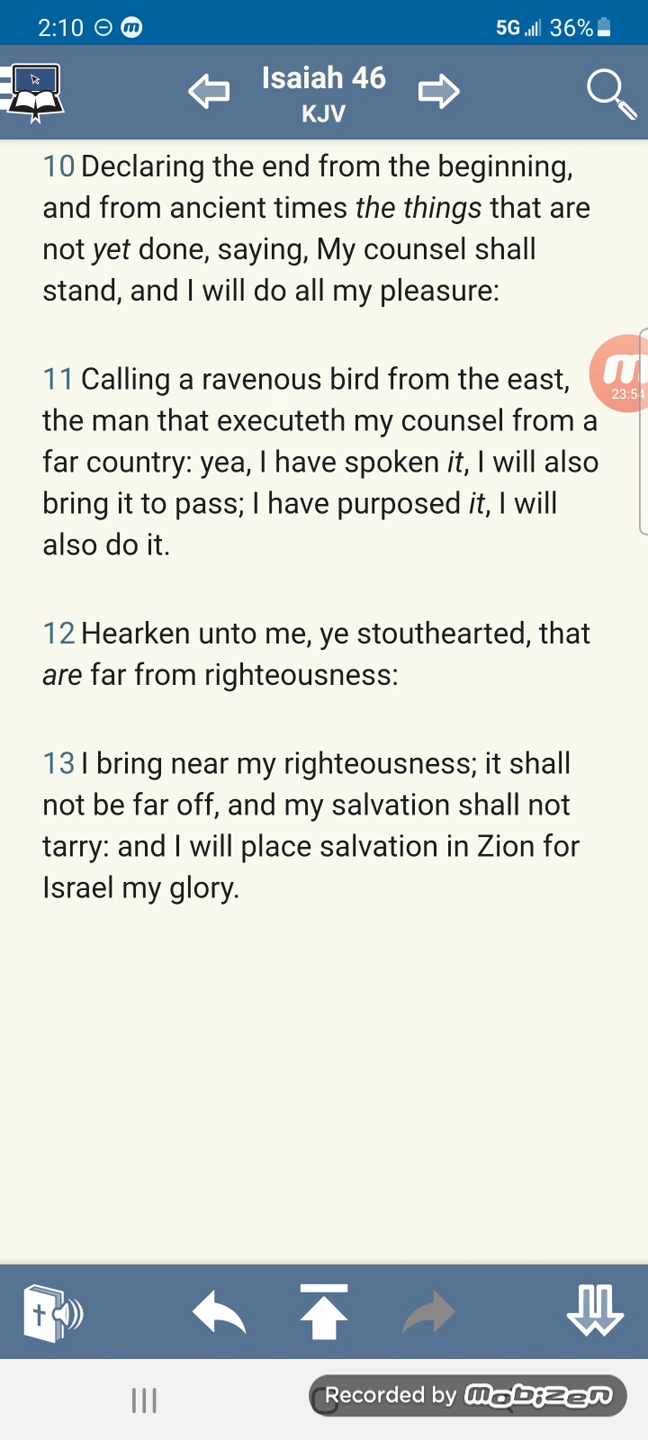 2:10 m 5G 36%
Isaiah 46
KJV
10 Declaring the end from the beginning,
and from ancient times the things that are
not yet done, saying, My counsel shall
stand, and I will do all my pleasure:
11 Calling a ravenous bird from the east,
the man that executeth my counsel from a
far country: yea, I have spoken it, I will also
bring it to pass; I have purposed it, I will
also do it.
m
23:54
12 Hearken unto me, ye stouthearted, that
are far from righteousness:
13 I bring near my righteousness; it shall
not be far off, and my salvation shall not
tarry: and I will place salvation in Zion for
Israel my glory.
Recorded by mobizen